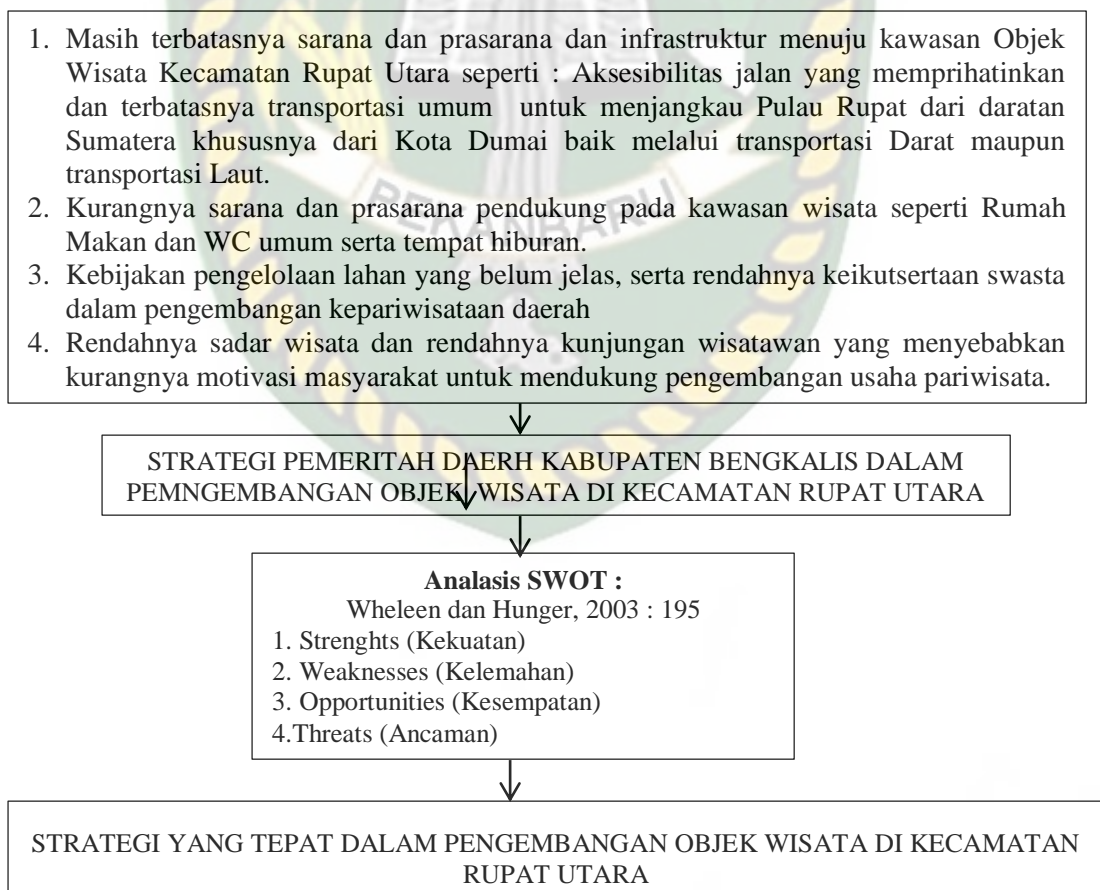 1. Masih terbatasnya sarana dan prasarana dan infrastruktur menuju kawasan Objek
Wisata Kecamatan Rupat Utara seperti : Aksesibilitas jalan yang memprihatinkan
dan terbatasnya transportasi umum untuk menjangkau Pulau Rupat dari daratan
Sumatera khususnya dari Kota Dumai baik melalui transportasi Darat maupun
transportasi Laut.
PEKANBARU
2. Kurangnya sarana dan prasarana pendukung pada kawasan wisata seperti Rumah
Makan dan WC umum serta tempat hiburan.
3. Kebijakan pengelolaan lahan yang belum jelas, serta rendahnya keikutsertaan swasta
dalam pengembangan kepariwisataan daerah
4. Rendahnya sadar wisata dan rendahnya kunjungan wisatawan yang menyebabkan
kurangnya motivasi masyarakat untuk mendukung pengembangan usaha pariwisata.
STRATEGI PEMERITAH DAERH KABUPATEN BENGKALIS DALAM
PEMNGEMBANGAN OBJEK WISATA DI KECAMATAN RUPAT UTARA
Analasis SWOT :
Wheleen dan Hunger, 2003 : 195
1. Strenghts (Kekuatan)
2. Weaknesses (Kelemahan)
3. Opportunities (Kesempatan)
4.Threats (Ancaman)
STRATEGI YANG TEPAT DALAM PENGEMBANGAN OBJEK WISATA DI KECAMATAN
RUPAT UTARA